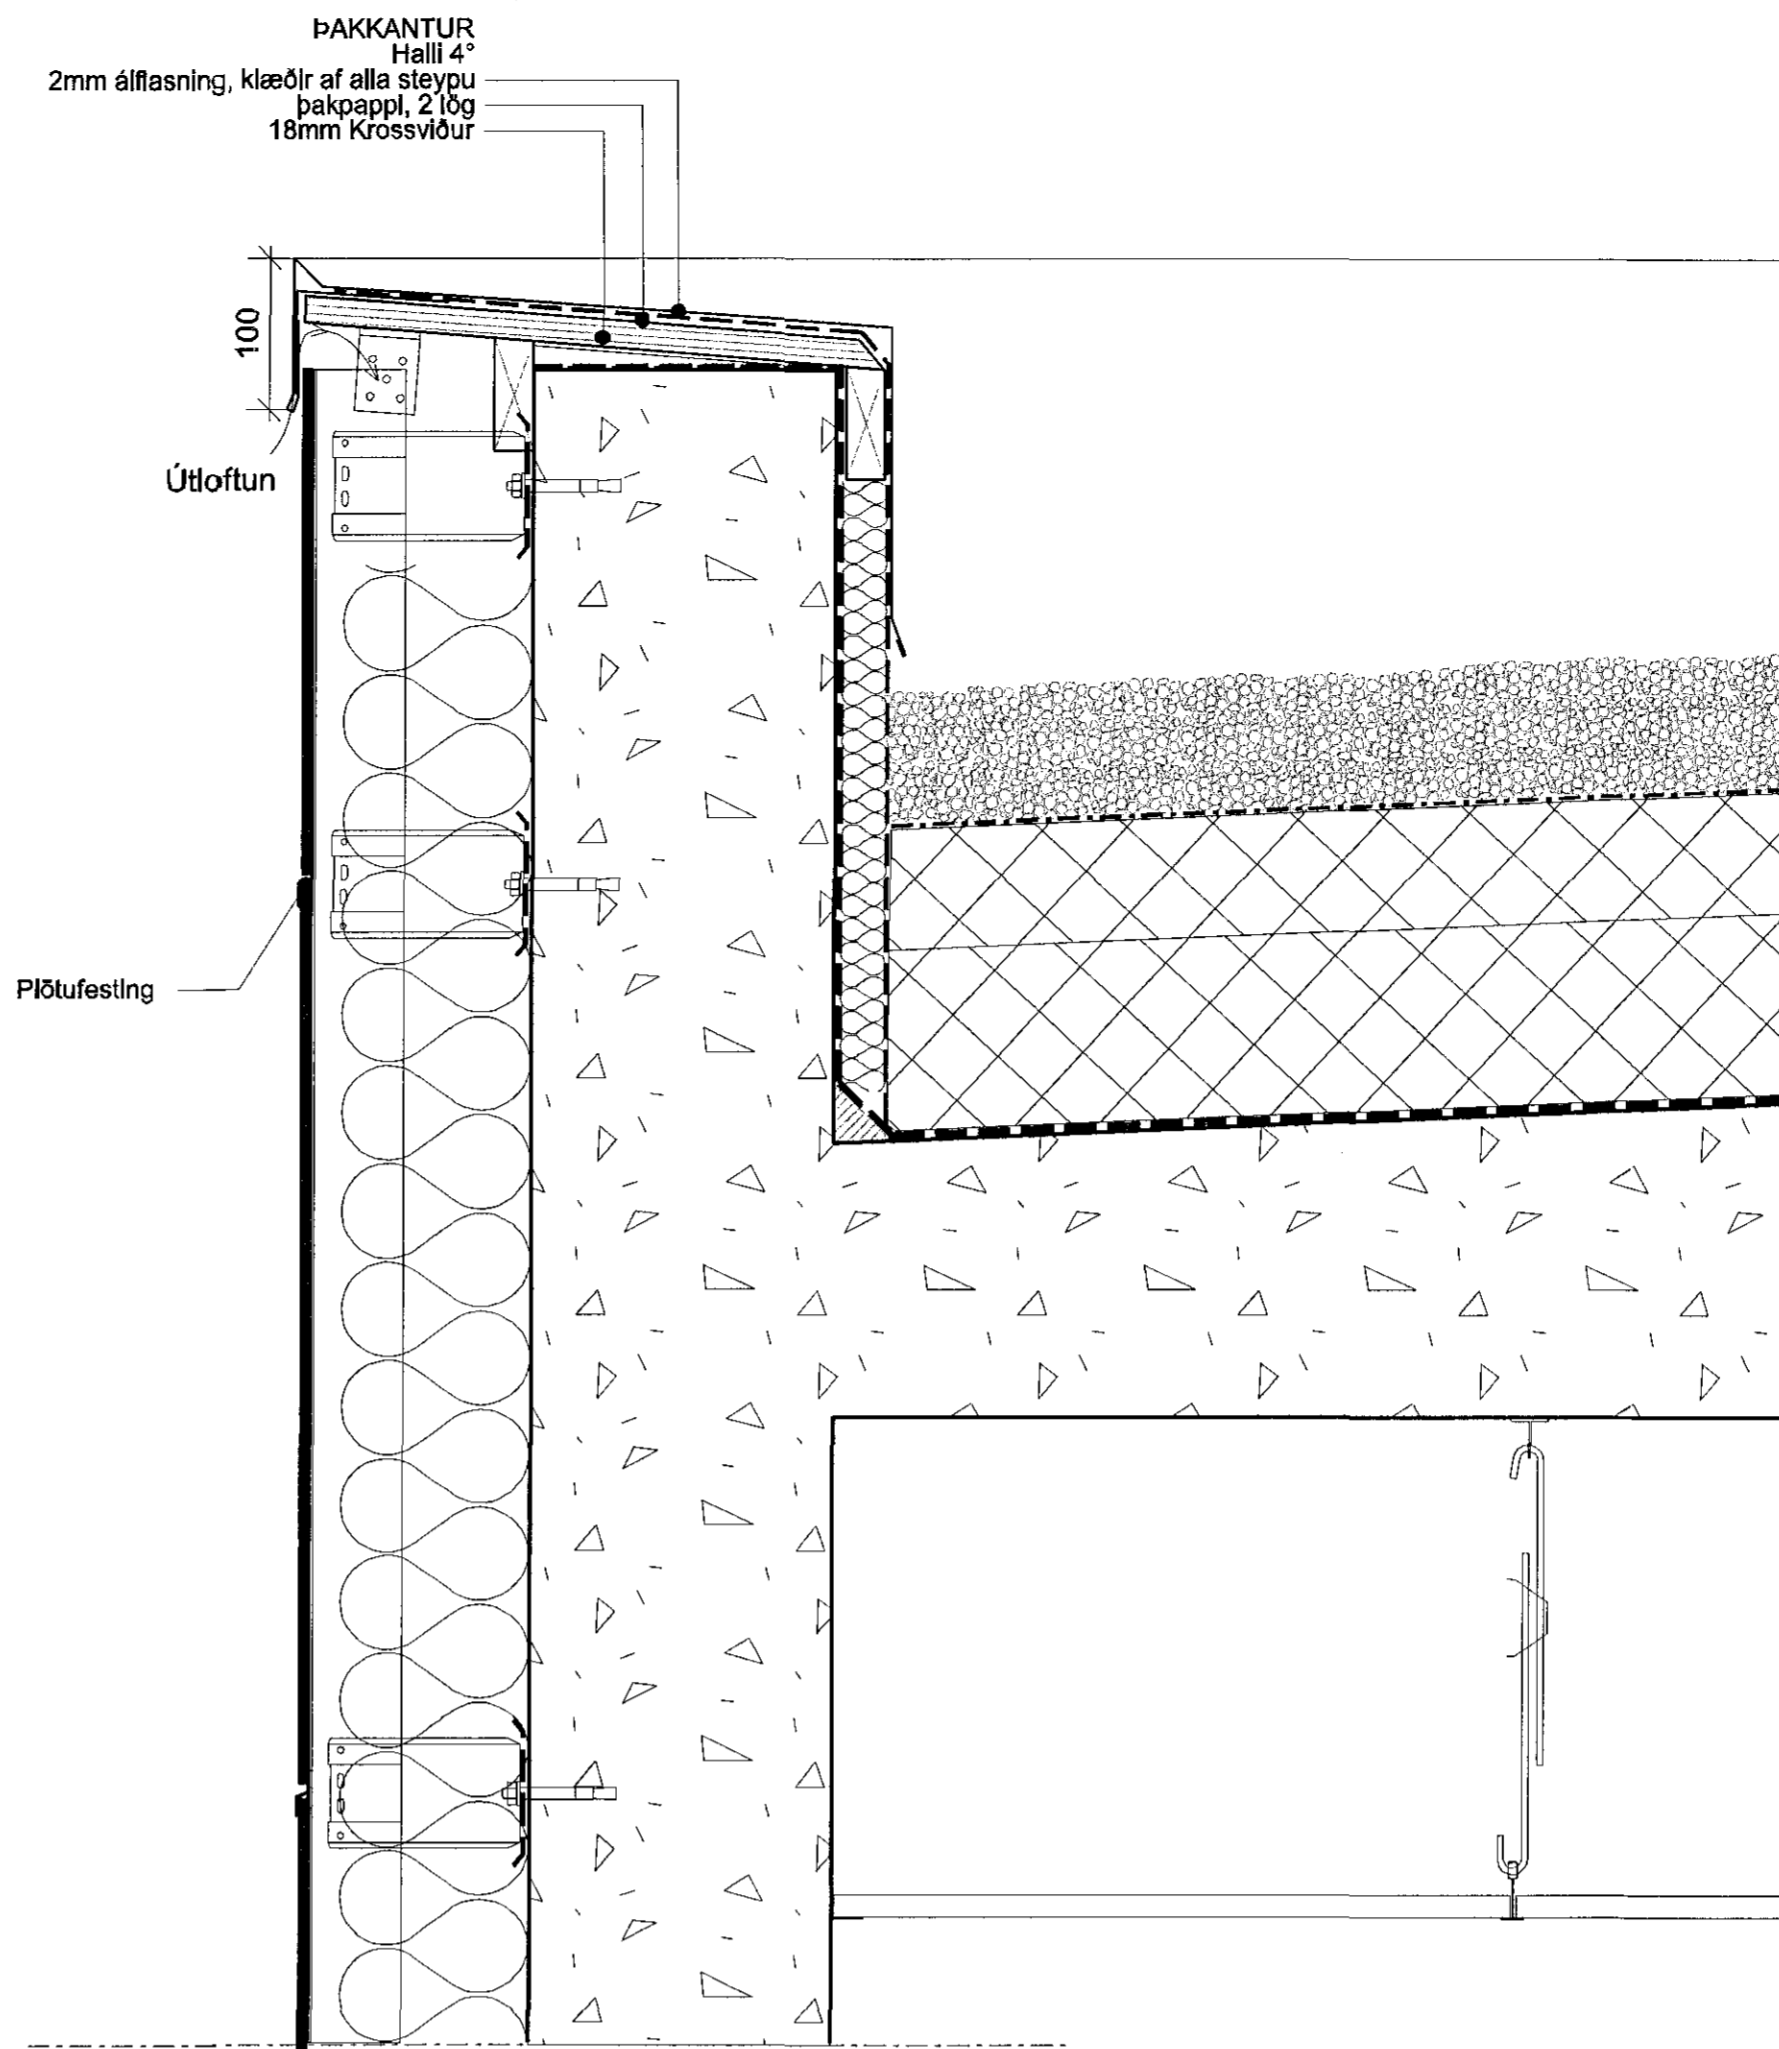 ÞAKKANTUR
Halli 4°
2mm álflasning, klæðir af alla steypu
þakpappi, 2 lög
18mm Krossviður
100
Útloftun
Plötufesting